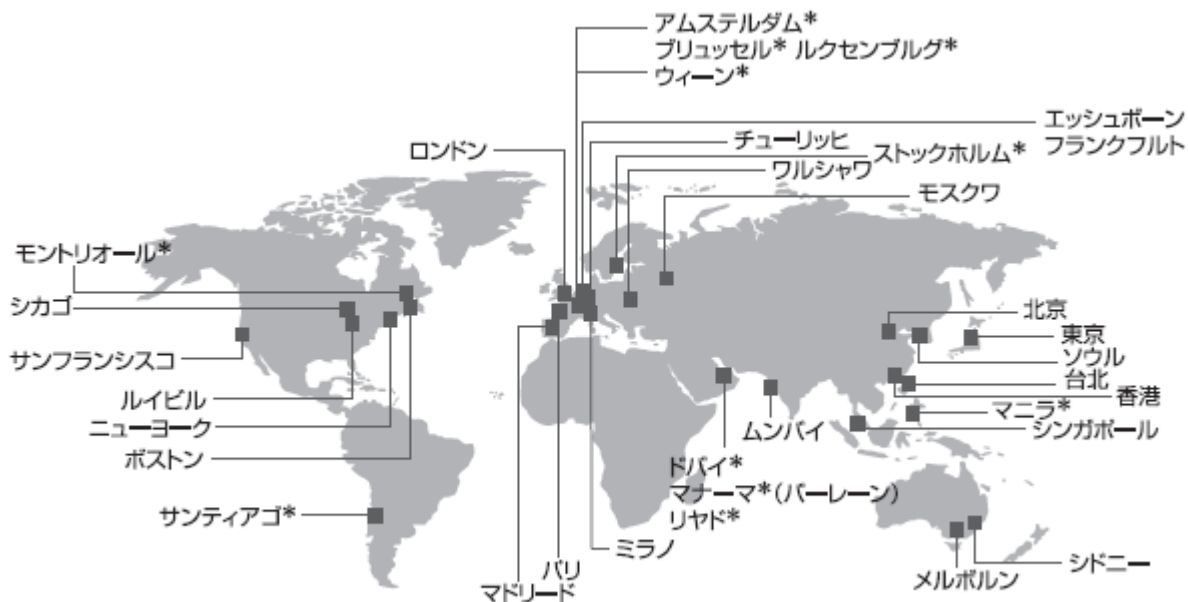 アムステルダム*
ブリュッセル* ルクセンブルグ*
ウィーン*
エッシュボーン
フランクフルト
チューリッヒ
ロンドン
ストックホルム*
ワルシャワ
モスクワ
モントリオール*
シカゴ
サンフランシスコ
ルイビル
ニューヨーク
ボストン
サンティアゴ*
北京
東京
ソウル
台北
香港
マニラ*
シンガポール
ムンバイ
ドバイ*
マナーマ*(バーレーン)
リヤド*
ミラノ
パリ
マドリード
メルボルン
シドニー